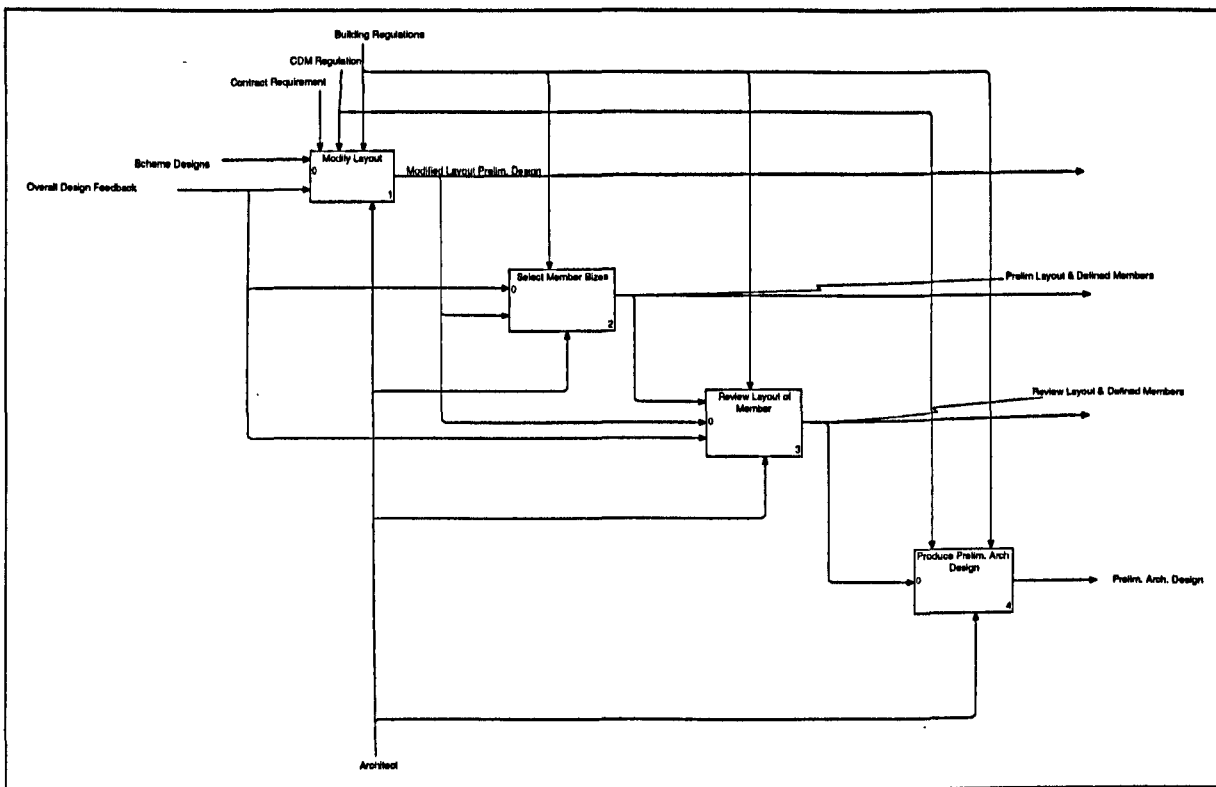 Building Regulations
CDM Regulation
Contract Requirement
Scheme Designs
Modify Layout
0
1
Modified Layout Prelim. Design
Overall Design Feedback
Select Member Sizes
0
2
Prelim Layout & Defined Members
Review Layout of
Member
0
3
Review Layout & Defined Members
Produce Prelim. Arch
Design
0
4
Prelim. Arch. Design
Architect